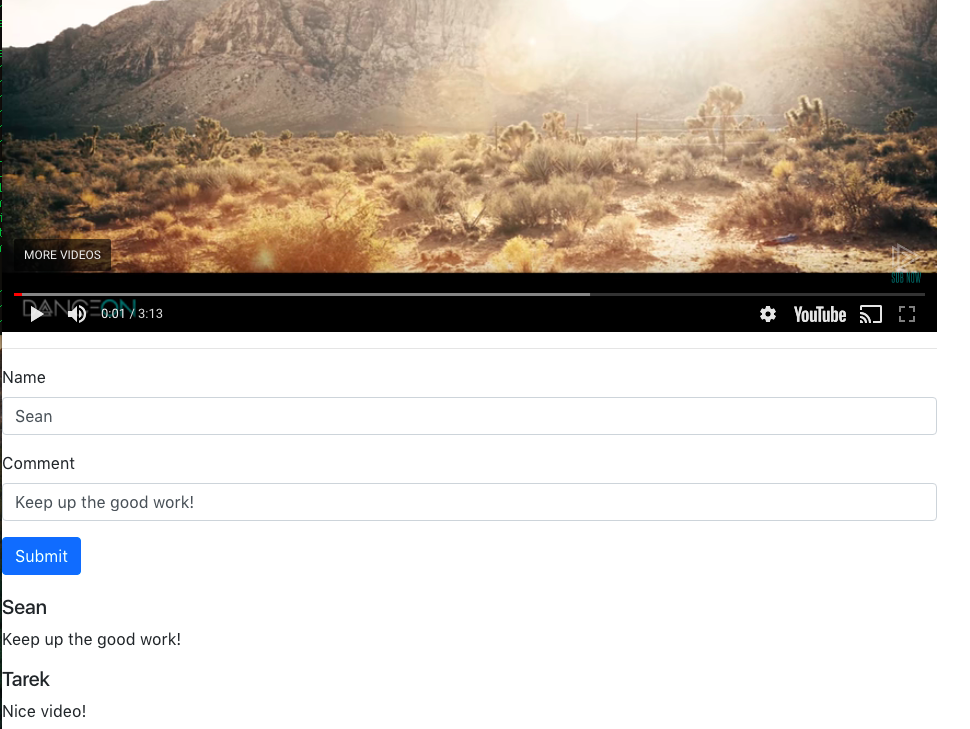 MORE VIDEOS
SUB NOW
DANCEON
0:01 / 3:13
YouTube
Name
Sean
Comment
Keep up the good work!
Submit
Sean
Keep up the good work!
Tarek
Nice video!